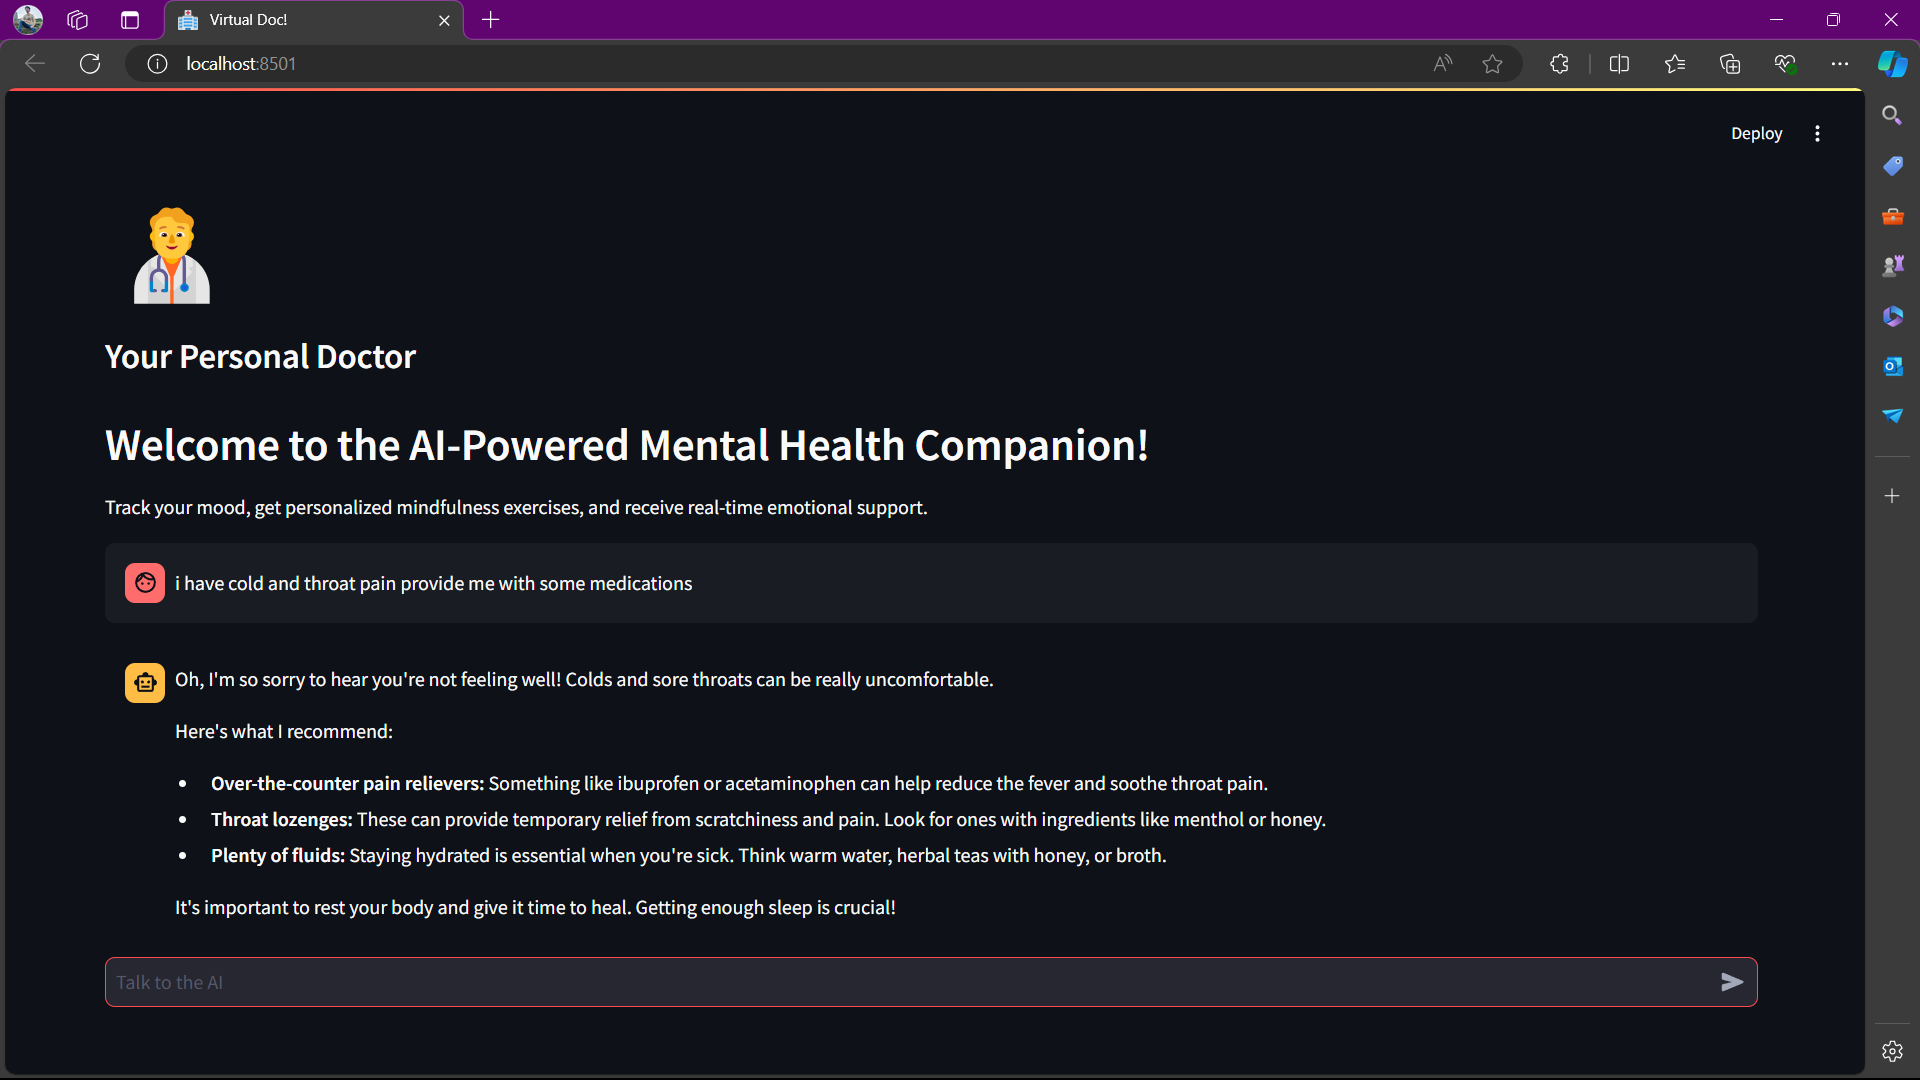 Virtual Doc!
localhost:8501
Deploy
Your Personal Doctor
Welcome to the AI-Powered Mental Health Companion!
Track your mood, get personalized mindfulness exercises, and receive real-time emotional support.
i have cold and throat pain provide me with some medications
Oh, I'm so sorry to hear you're not feeling well! Colds and sore throats can be really uncomfortable.
Here's what I recommend:
• Over-the-counter pain relievers: Something like ibuprofen or acetaminophen can help reduce the fever and soothe throat pain.
• Throat lozenges: These can provide temporary relief from scratchiness and pain. Look for ones with ingredients like menthol or honey.
• Plenty of fluids: Staying hydrated is essential when you're sick. Think warm water, herbal teas with honey, or broth.
It's important to rest your body and give it time to heal. Getting enough sleep is crucial!
Talk to the AI